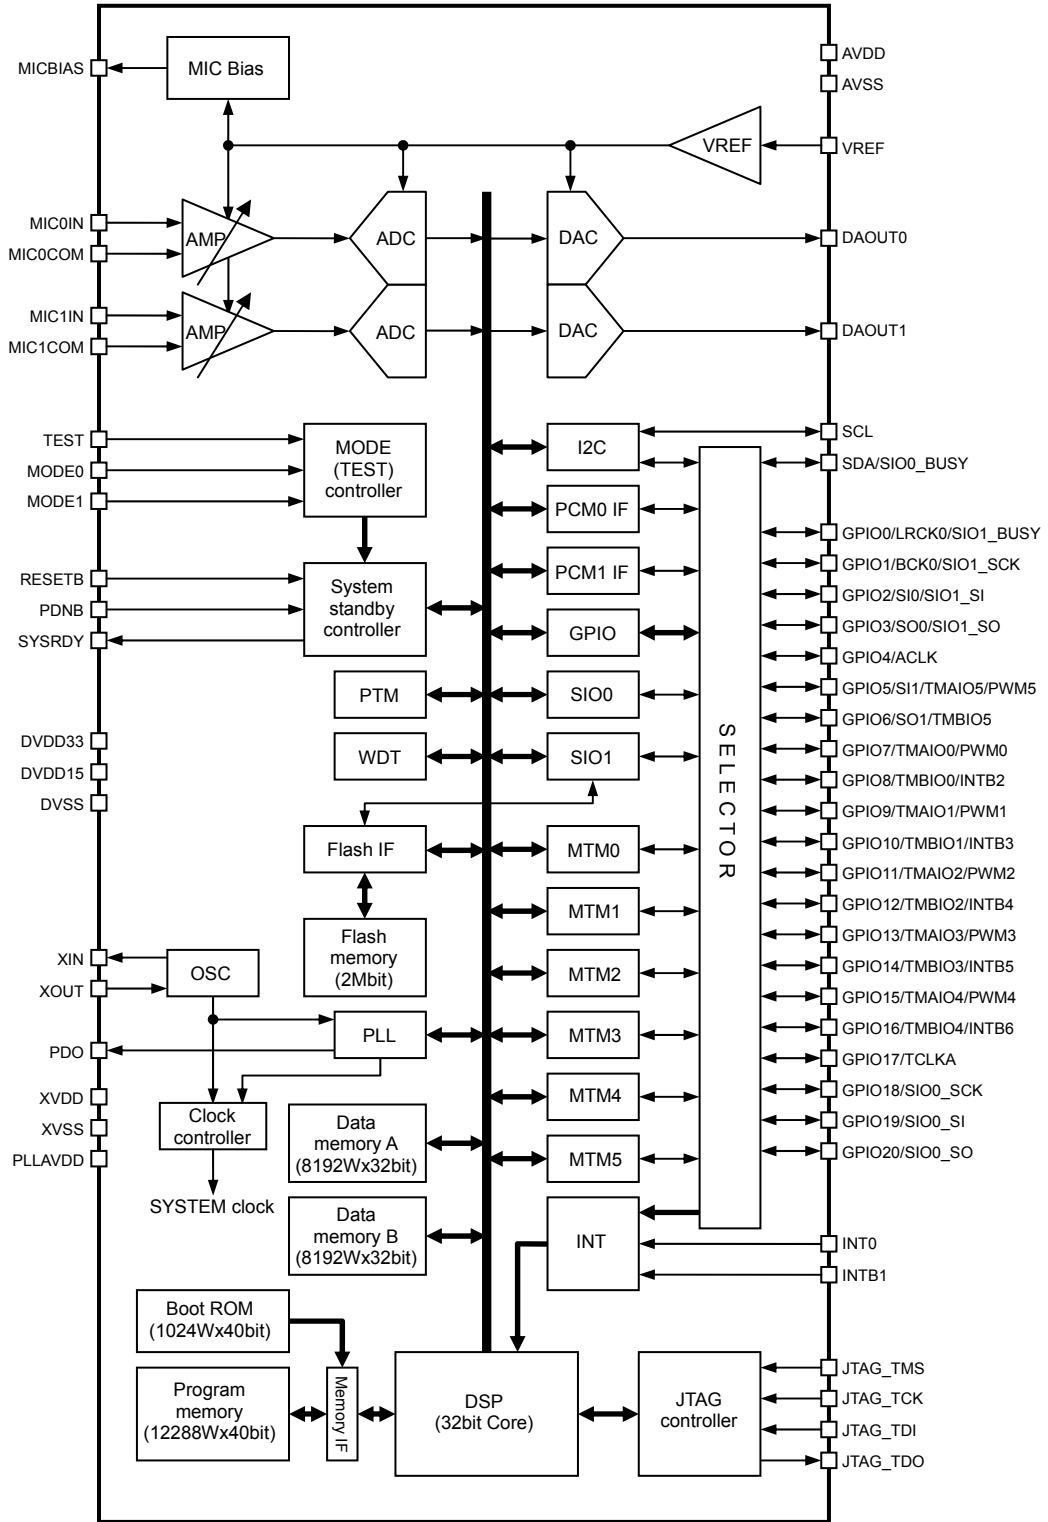 MICBIAS
MIC Bias
AVDD
AVSS
VREF
VREF
MIC0IN
MIC0COM
AMP
ADC
DAC
DAOUT0
MIC1IN
MIC1COM
AMP
ADC
DAC
DAOUT1
TEST
MODE0
MODE1
MODE
(TEST)
controller
RESETB
PDNB
SYSRDY
System
standby
controller
PTM
WDT
DVDD33
DVDD15
DVSS
Flash IF
Flash
memory
(2Mbit)
XIN
XOUT
OSC
PLL
PDO
XVDD
XVSS
PLLAVDD
Clock
controller
SYSTEM clock
Data
memory A
(8192Wx32bit)
Data
memory B
(8192Wx32bit)
Boot ROM
(1024Wx40bit)
Program
memory
(12288Wx40bit)
Memory IF
DSP
(32bit Core)
JTAG
controller
I2C
PCM0 IF
PCM1 IF
GPIO
SIO0
SIO1
MTM0
MTM1
MTM2
MTM3
MTM4
MTM5
INT
SELECTOR
SCL
SDA/SIO0_BUSY
GPIO0/LRCK0/SIO1_BUSY
GPIO1/BCK0/SIO1_SCK
GPIO2/SI0/SIO1_SI
GPIO3/SO0/SIO1_SO
GPIO4/ACLK
GPIO5/SI1/TMAIO5/PWM5
GPIO6/SO1/TMBIO5
GPIO7/TMAIO0/PWM0
GPIO8/TMBIO0/INTB2
GPIO9/TMAIO1/PWM1
GPIO10/TMBIO1/INTB3
GPIO11/TMAIO2/PWM2
GPIO12/TMBIO2/INTB4
GPIO13/TMAIO3/PWM3
GPIO14/TMBIO3/INTB5
GPIO15/TMAIO4/PWM4
GPIO16/TMBIO4/INTB6
GPIO17/TCLKA
GPIO18/SIO0_SCK
GPIO19/SIO0_SI
GPIO20/SIO0_SO
INT0
INTB1
JTAG_TMS
JTAG_TCK
JTAG_TDI
JTAG_TDO